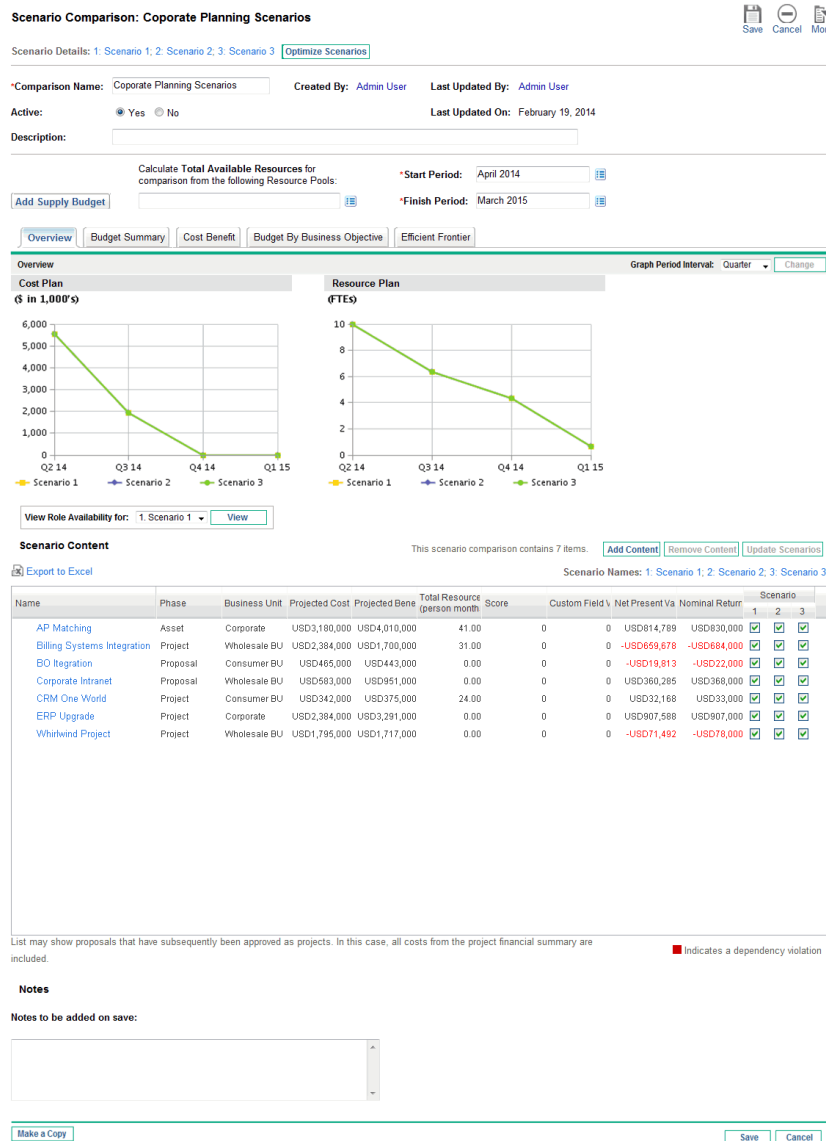 Scenario Comparison: Coporate Planning Scenarios
Save Cancel
Scenario Details: 1: Scenario 1; 2: Scenario 2; 3: Scenario 3 Optimize Scenarios
*Comparison Name: Coporate Planning Scenarios Created By: Admin User Last Updated By: Admin User
Active: Yes No Last Updated On: February 19, 2014
Description:
Calculate Total Available Resources for
comparison from the following Resource Pools:
*Start Period: April 2014
Add Supply Budget *Finish Period: March 2015
Overview Budget Summary Cost Benefit Budget By Business Objective Efficient Frontier
Overview Graph Period Interval: Quarter Change
Cost Plan Resource Plan
($ in 1,000's) (FTEs)
6,000
5,000
4,000
3,000
2,000
1,000
0
Q2 14 Q3 14 Q4 14 Q1 15
Scenario 1 Scenario 2 Scenario 3
10
8
6
4
2
0
Q2 14 Q3 14 Q4 14 Q1 15
Scenario 1 Scenario 2 Scenario 3
View Role Availability for: 1. Scenario 1 View
Scenario Content This scenario comparison contains 7 items. Add Content Remove Content Update Scenarios
Export to Excel Scenario Names: 1: Scenario 1; 2: Scenario 2; 3: Scenario 3
Name Phase Business Unit Projected Cost Projected Bene Total Resource (person month Score Custom Field V Net Present Va Nominal Return Scenario
1 2 3
AP Matching Asset Corporate USD3,180,000 USD4,010,000 41.00 0 0 USD814,789 USD830,000
Billing Systems Integration Project Wholesale BU USD2,384,000 USD1,700,000 31.00 0 0 -USD659,678 -USD684,000
BO Itegration Proposal Consumer BU USD465,000 USD443,000 0.00 0 0 -USD19,813 -USD22,000
Corporate Intranet Proposal Wholesale BU USD583,000 USD951,000 0.00 0 0 USD360,285 USD368,000
CRM One World Project Consumer BU USD342,000 USD375,000 24.00 0 0 USD32,168 USD33,000
ERP Upgrade Project Corporate USD2,384,000 USD3,291,000 0.00 0 0 USD907,588 USD907,000
Whirlwind Project Project Wholesale BU USD1,795,000 USD1,717,000 0.00 0 0 -USD71,492 -USD78,000
List may show proposals that have subsequently been approved as projects. In this case, all costs from the project financial summary are
included.
Indicates a dependency violation
Notes
Notes to be added on save:
Make a Copy Save Cancel